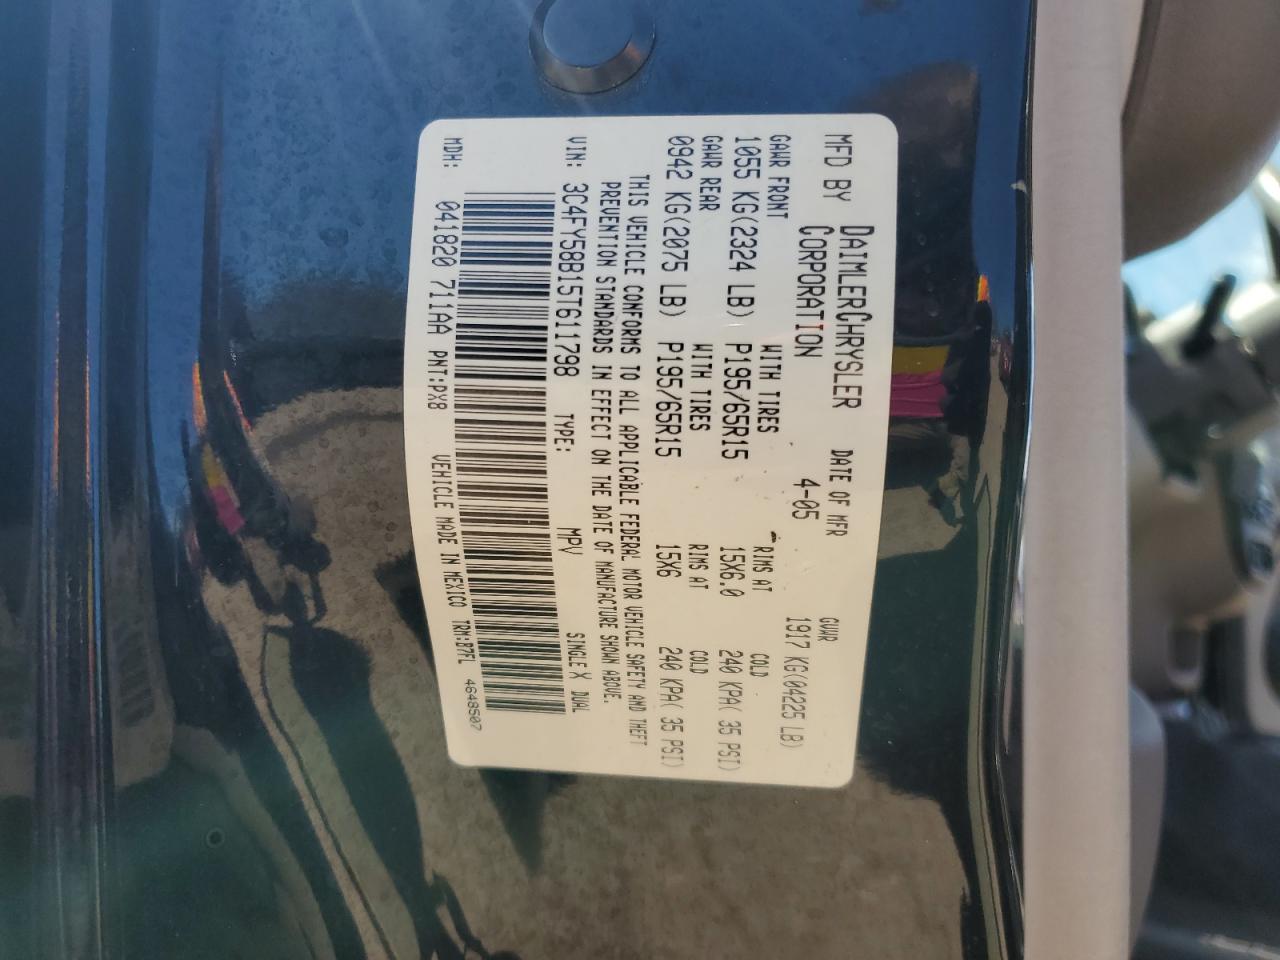 MFD BY DAIMLERCHRYSLER CORPORATION
DATE OF MFR 4-05
GVWR 1917 KG(04225 LB)
GAWR FRONT WITH TIRES RIMS AT COLD
1055 KG(2324 LB) P195/65R15 15X6.0 240 KPA( 35 PSI)
GAWR REAR WITH TIRES RIMS AT COLD
0942 KG(2075 LB) P195/65R15 15X6 240 KPA( 35 PSI)
THIS VEHICLE CONFORMS TO ALL APPLICABLE FEDERAL MOTOR VEHICLE SAFETY AND THEFT
PREVENTION STANDARDS IN EFFECT ON THE DATE OF MANUFACTURE SHOWN ABOVE.
VIN: 3C4FY58B15T611798 TYPE: MPV SINGLE X DUAL
MDH: 041820 711AA PNT:PX8 VEHICLE MADE IN MEXICO TRM:B7FL 4648507